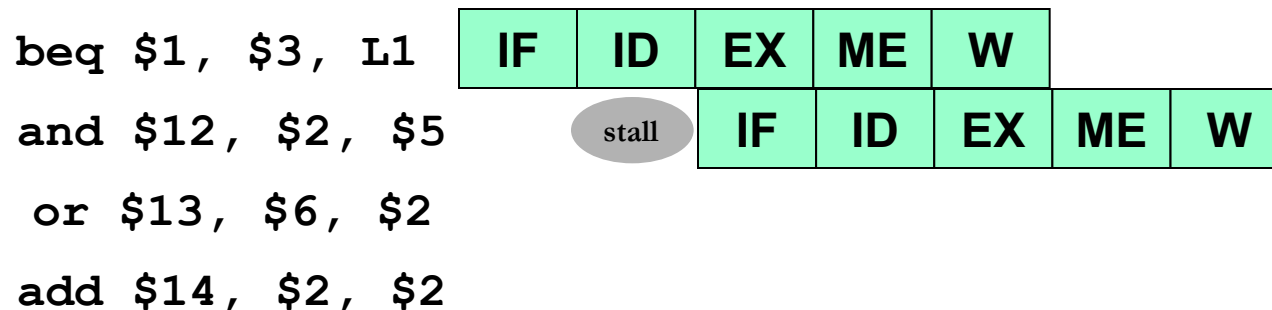 beq $1, $3, L1 IF ID EX ME W
and $12, $2, $5 stall IF ID EX ME W
or $13, $6, $2
add $14, $2, $2